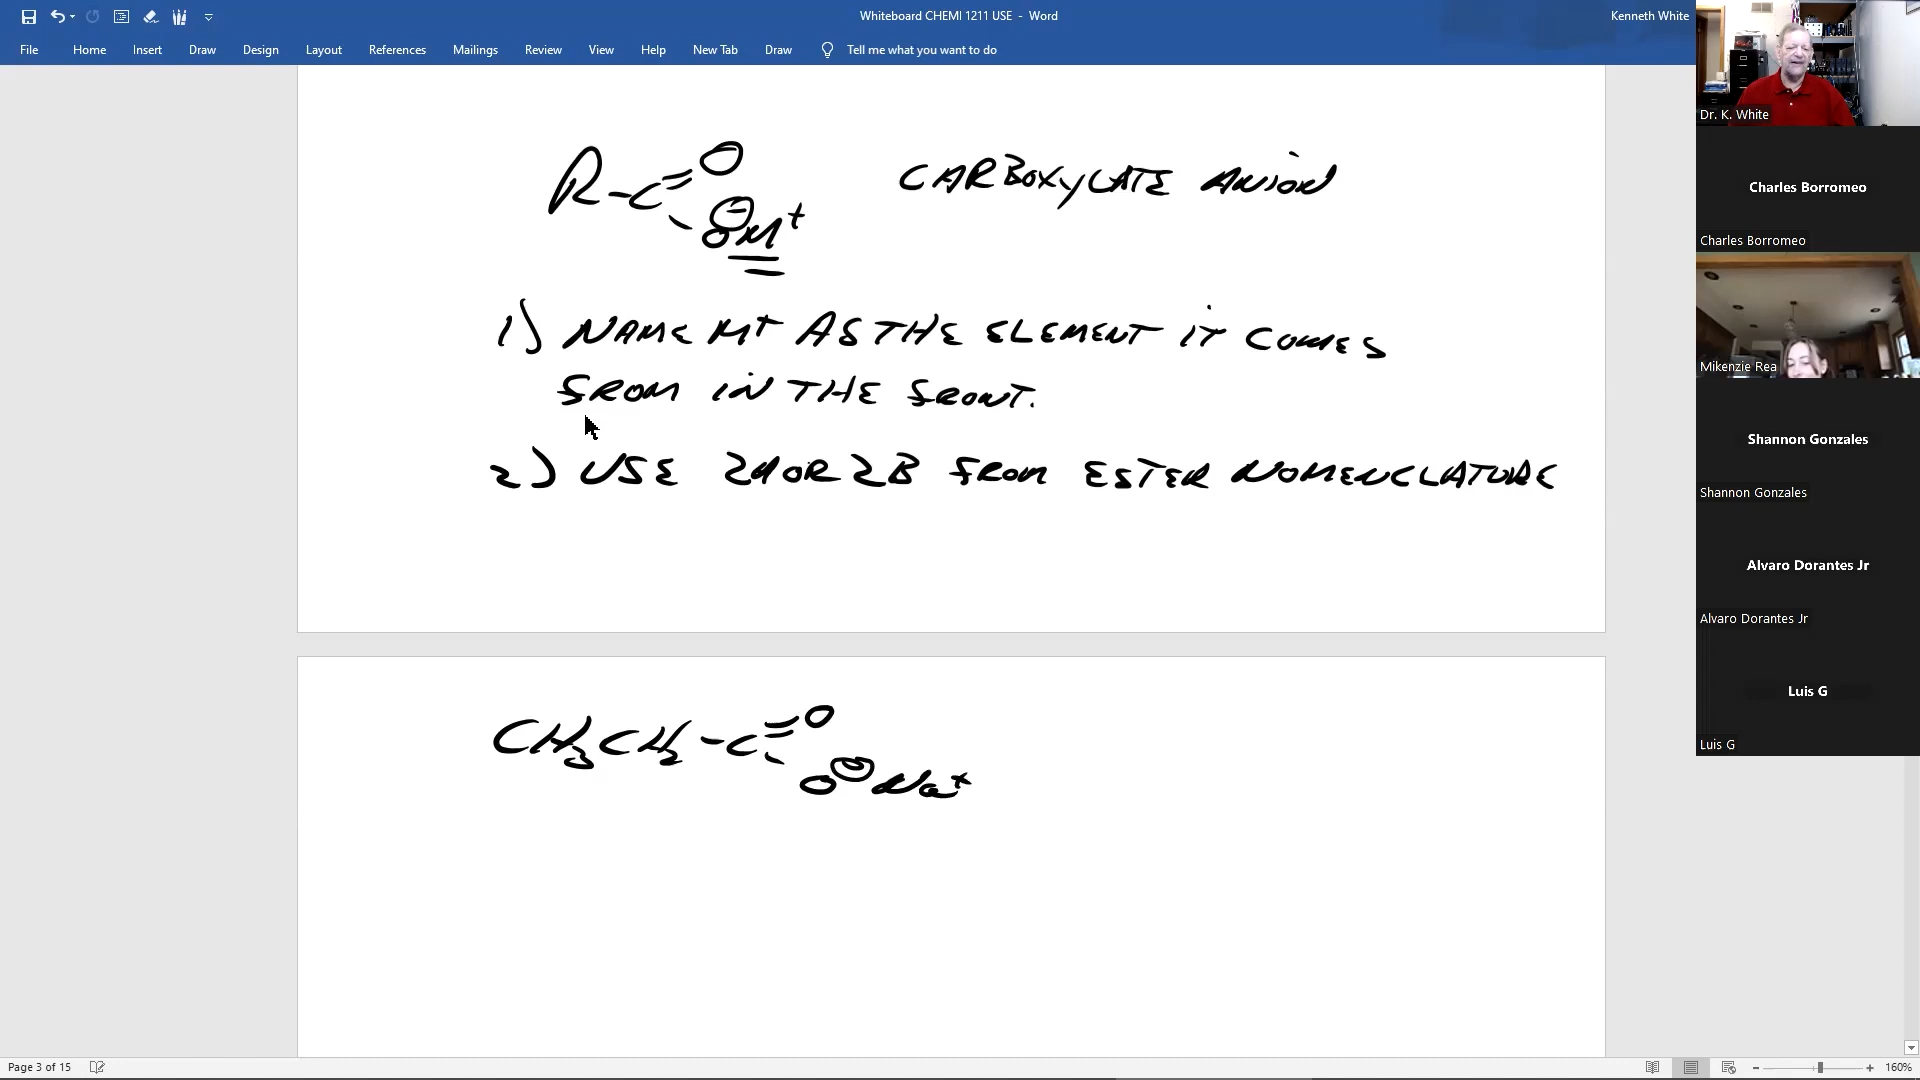 Whiteboard CHEMI 1211 USE - Word
Kenneth White
File Home Insert Draw Design Layout References Mailings Review View Help New Tab Draw Tell me what you want to do
R-C=O CARBOXYLATE ANION
-O⊖M+
1) NAME M+ AS THE ELEMENT IT COMES
FROM IN THE FRONT.
2) USE 2A OR 2B FROM ESTER NOMENCLATURE
CH3CH2-C=O
O⊖Na+
Dr. K. White
Charles Borromeo
Charles Borromeo
Mikenzie Rea
Shannon Gonzales
Shannon Gonzales
Alvaro Dorantes Jr
Alvaro Dorantes Jr
Luis G
Luis G
Page 3 of 15
160%